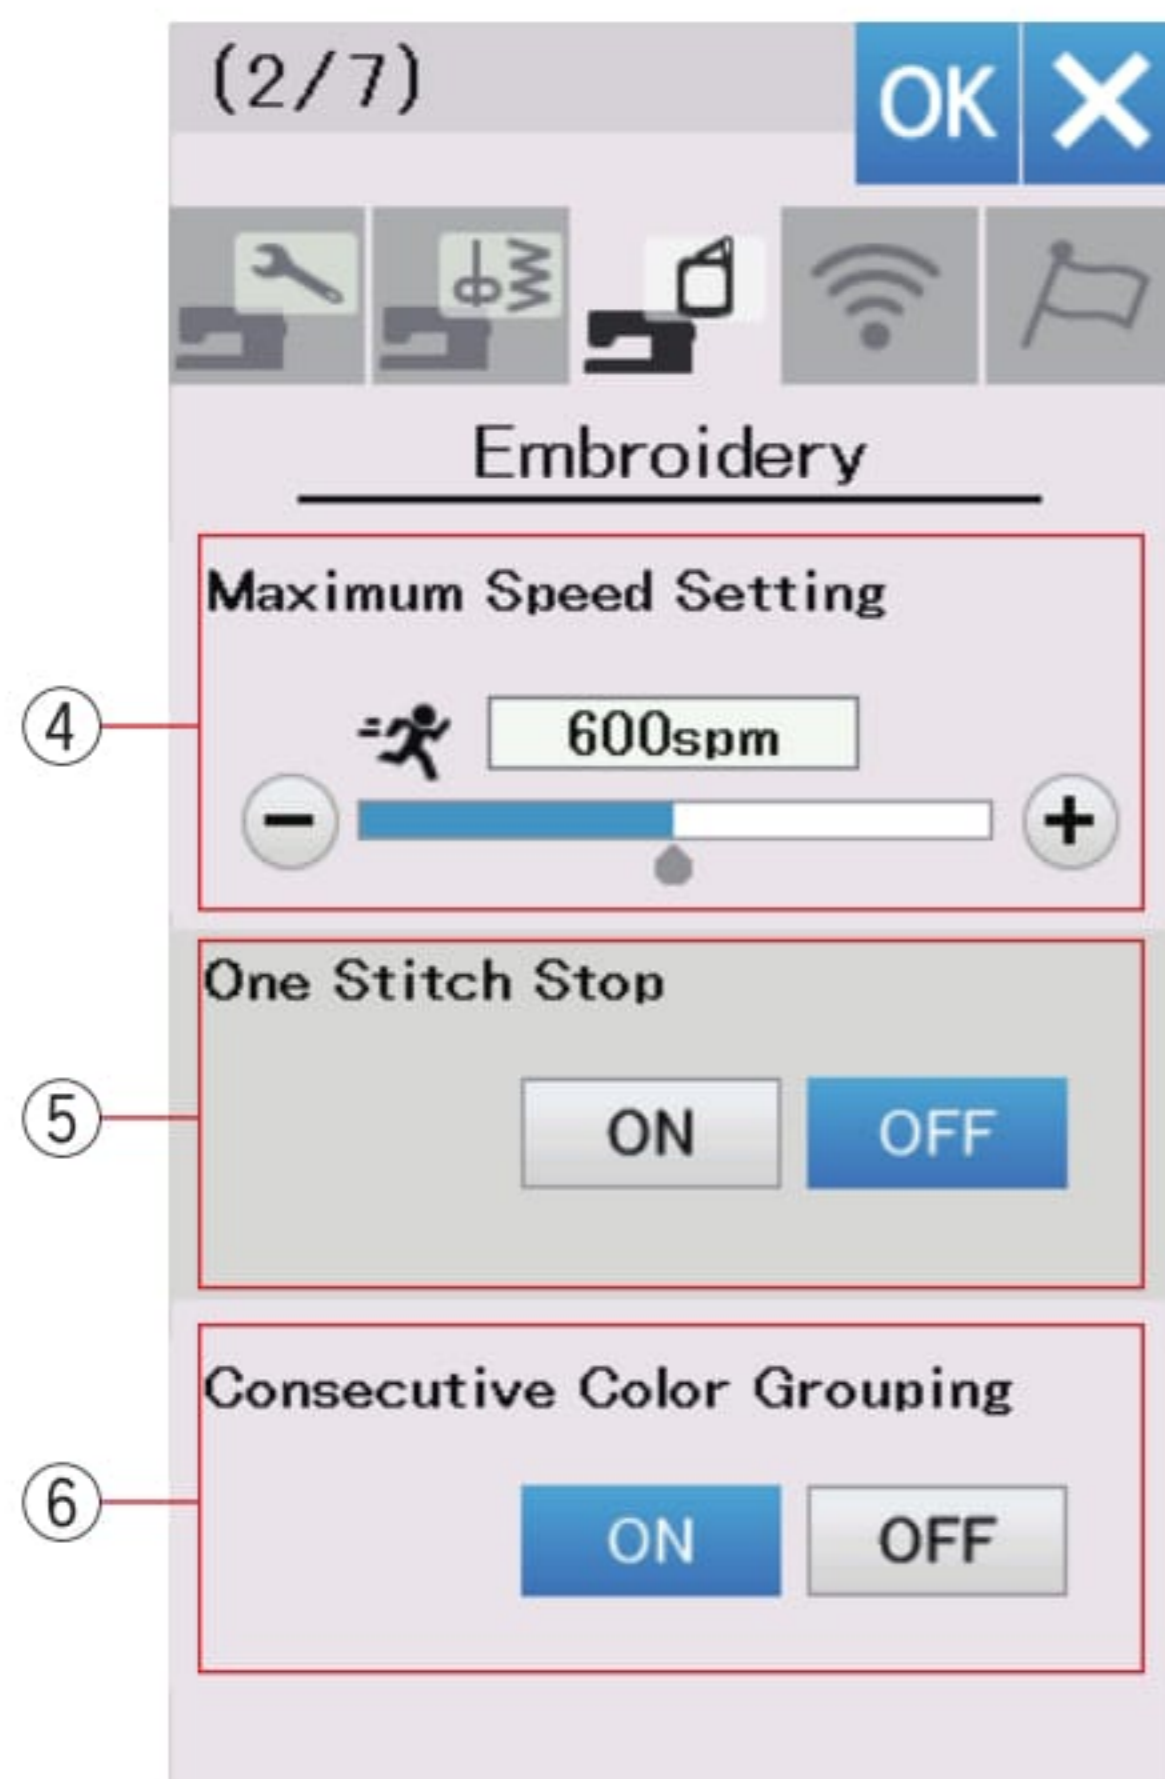 (2/7)
OK
Embroidery
Maximum Speed Setting
④
600spm
− +
One Stitch Stop
⑤
ON OFF
Consecutive Color Grouping
⑥
ON OFF